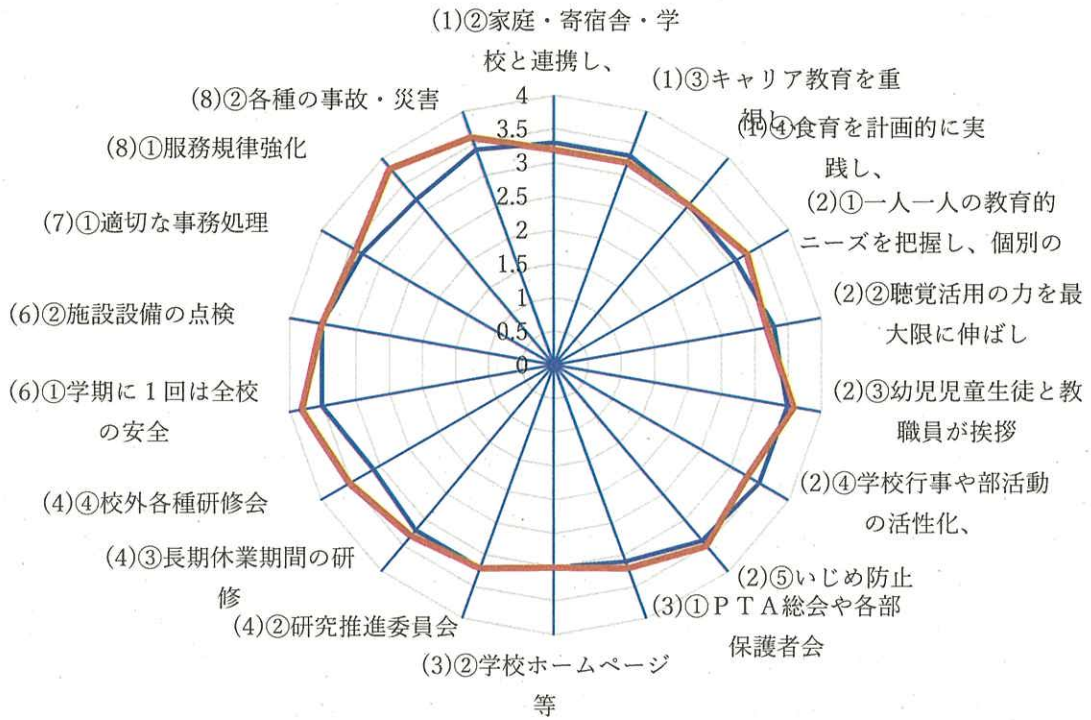 (1)②家庭・寄宿舎・学
校と連携し、
(1)③キャリア教育を重
視し、
(1)④食育を計画的に実
践し、
(2)①一人一人の教育的
ニーズを把握し、個別の
(2)②聴覚活用の力を最
大限に伸ばし
(2)③幼児児童生徒と教
職員が挨拶
(2)④学校行事や部活動
の活性化、
(2)⑤いじめ防止
(3)①ＰＴＡ総会や各部
保護者会
(3)②学校ホームページ
等
(4)②研究推進委員会
(4)③長期休業期間の研
修
(4)④校外各種研修会
(6)①学期に１回は全校
の安全
(6)②施設設備の点検
(7)①適切な事務処理
(8)①服務規律強化
(8)②各種の事故・災害
4
3.5
3
2.5
2
1.5
1
0.5
0